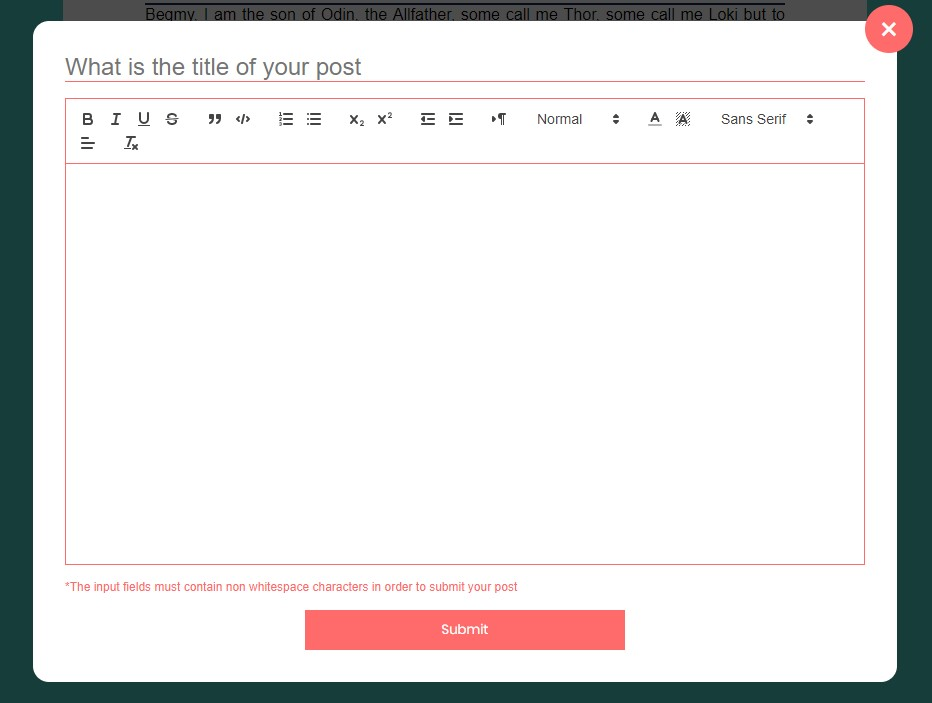 Begmy, I am the son of Odin, the Allfather, some call me Thor, some call me Loki but to
What is the title of your post
Normal
Sans Serif
*The input fields must contain non whitespace characters in order to submit your post
Submit